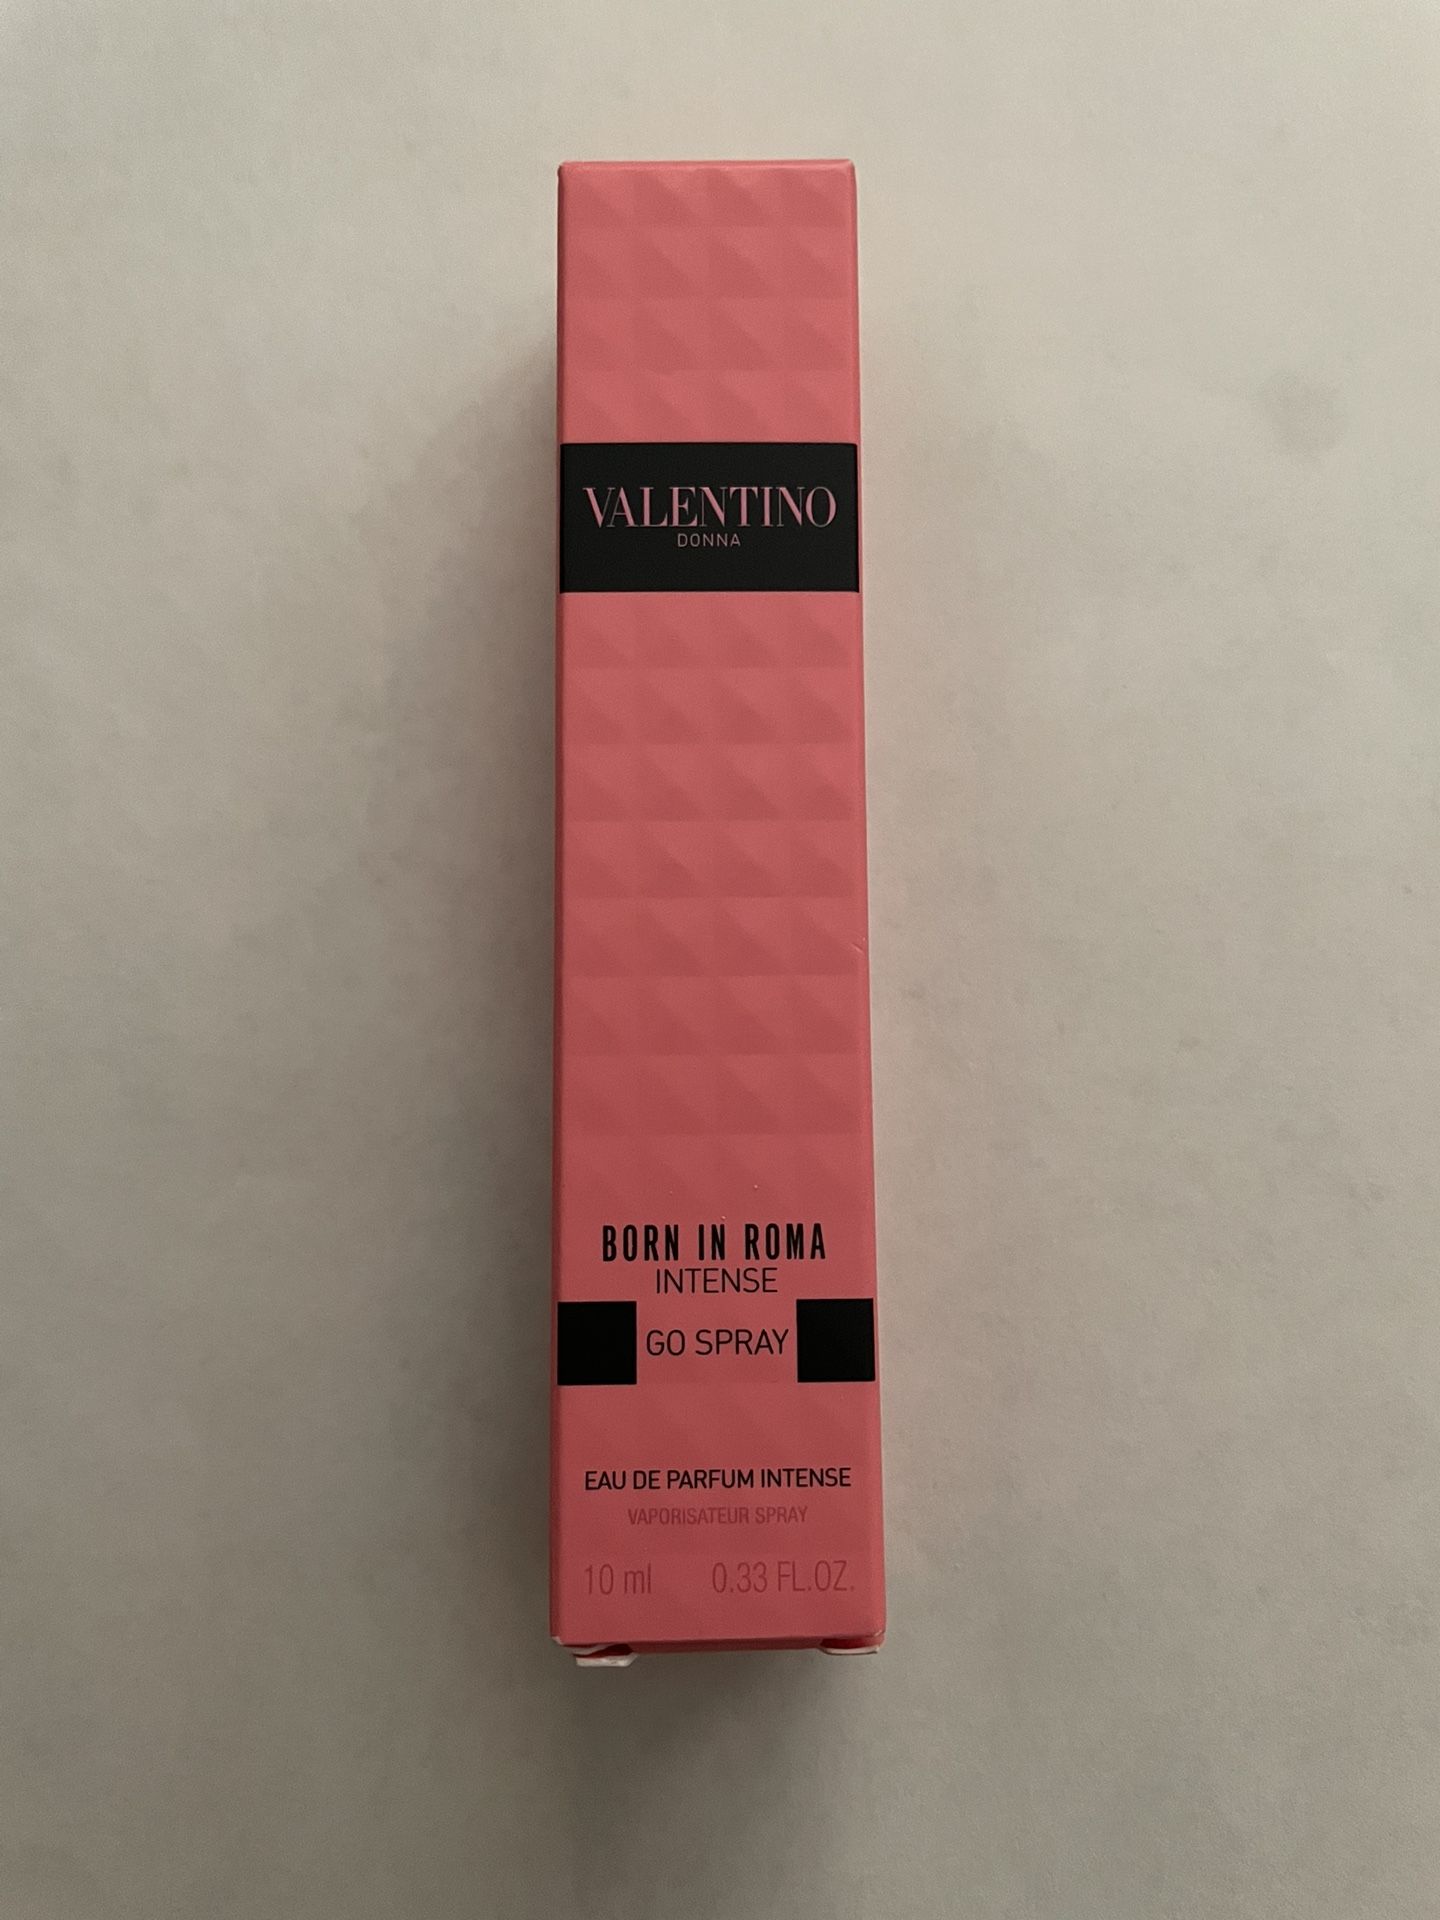 VALENTINO
DONNA
BORN IN ROMA
INTENSE
GO SPRAY
EAU DE PARFUM INTENSE
VAPORISATEUR SPRAY
10 ml 0.33 FL.OZ.